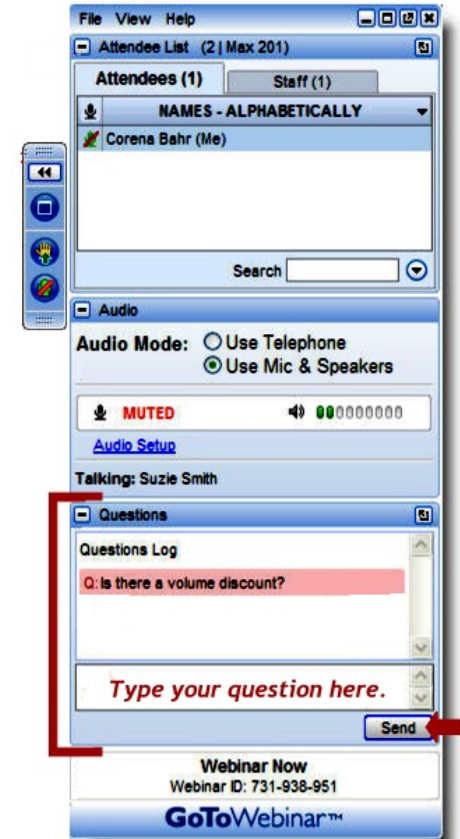 File View Help
Attendee List (2 | Max 201)
Attendees (1) Staff (1)
NAMES - ALPHABETICALLY
Corena Bahr (Me)
Search
Audio
Audio Mode: Use Telephone
Use Mic & Speakers
MUTED
Audio Setup
Talking: Suzie Smith
Questions
Questions Log
Q: Is there a volume discount?
Type your question here.
Send
Webinar Now
Webinar ID: 731-938-951
GoToWebinar™